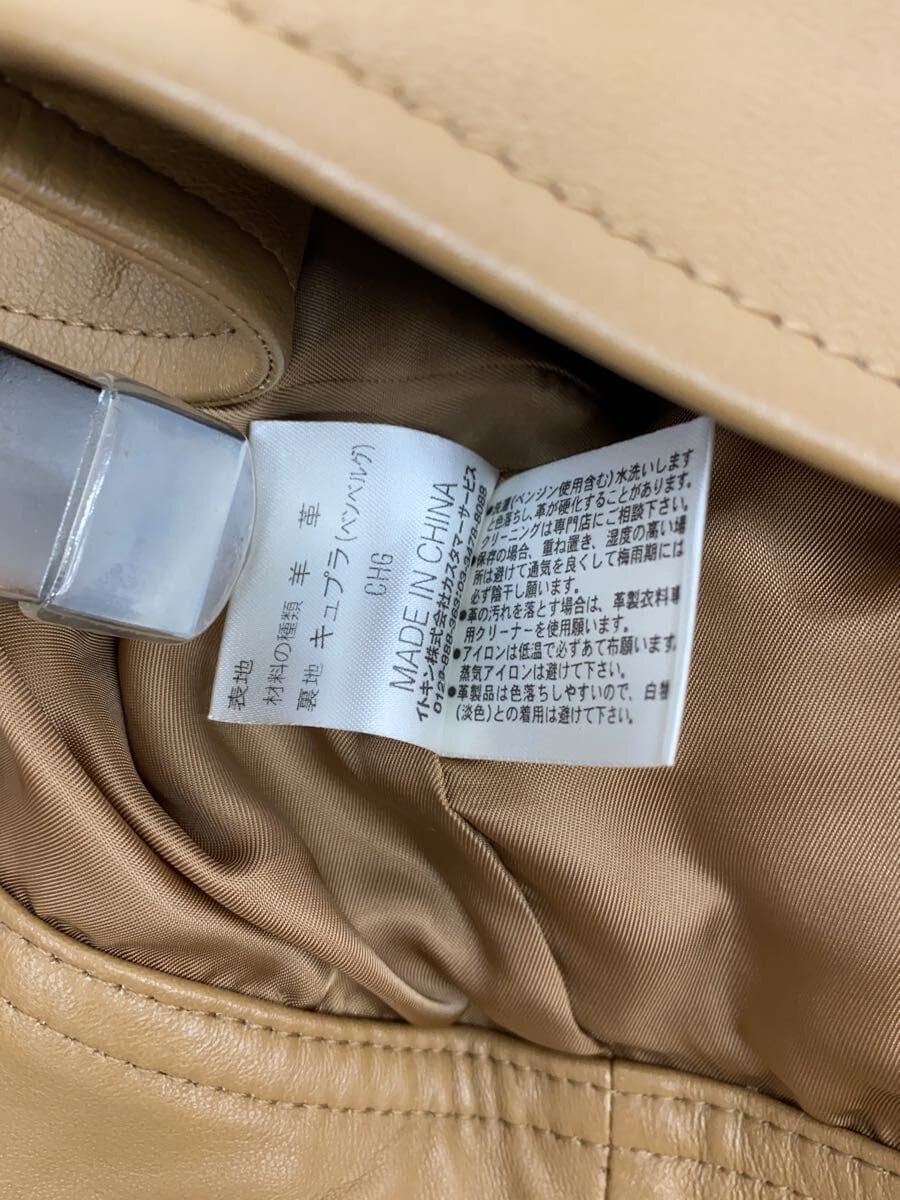 表地
材料の種類 羊 革
裏地 キュプラ(ベンベルグ)
CHG
MADE IN CHINA
イトキン株式会社カスタマーサービス
(ベンジン使用含む)水洗いします
と色落ちし、革が硬化することがあります。
クリーニングは専門店にご相談下さい。
●保存の場合、重ね置き、湿度の高い場
所は避けて通気を良くして梅雨期には
必ず陰干し願います。
●革の汚れを落とす場合は、革製衣料専
用クリーナーを使用願います。
●アイロンは低温で必ずあて布願います。
蒸気アイロンは避けて下さい。
●革製品は色落ちしやすいので、白
(淡色)との着用は避けて下さい。